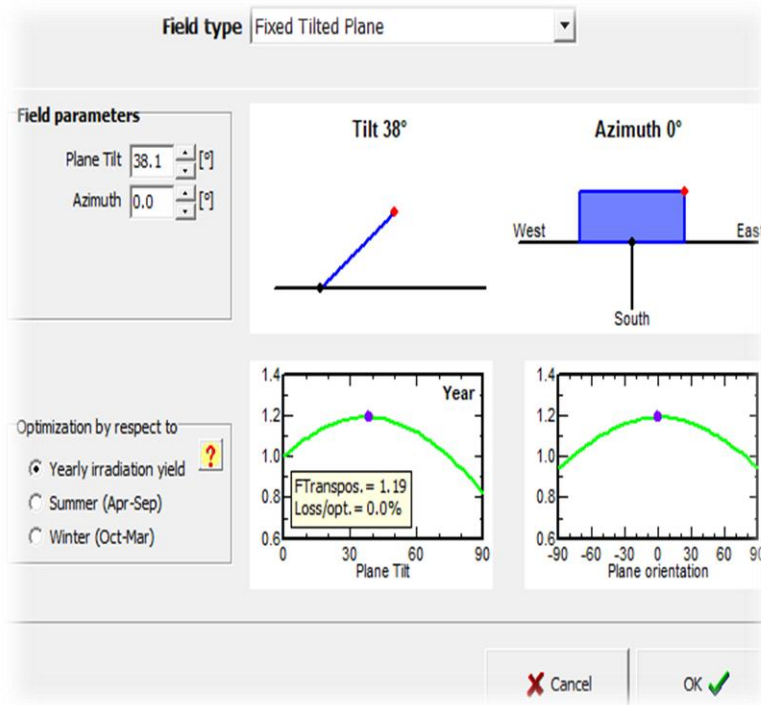 Field type Fixed Tilted Plane
Field parameters
Plane Tilt 38.1 [°]
Azimuth 0.0 [°]
Tilt 38°
Azimuth 0°
West East
South
Optimization by respect to
Yearly irradiation yield ?
Summer (Apr-Sep)
Winter (Oct-Mar)
1.4
1.2
1.0
0.8
0.6
Year
FTranspos. = 1.19
Loss/opt. = 0.0%
0 30 60 90
Plane Tilt
1.4
1.2
1.0
0.8
0.6
-90 -60 -30 0 30 60 90
Plane orientation
Cancel OK